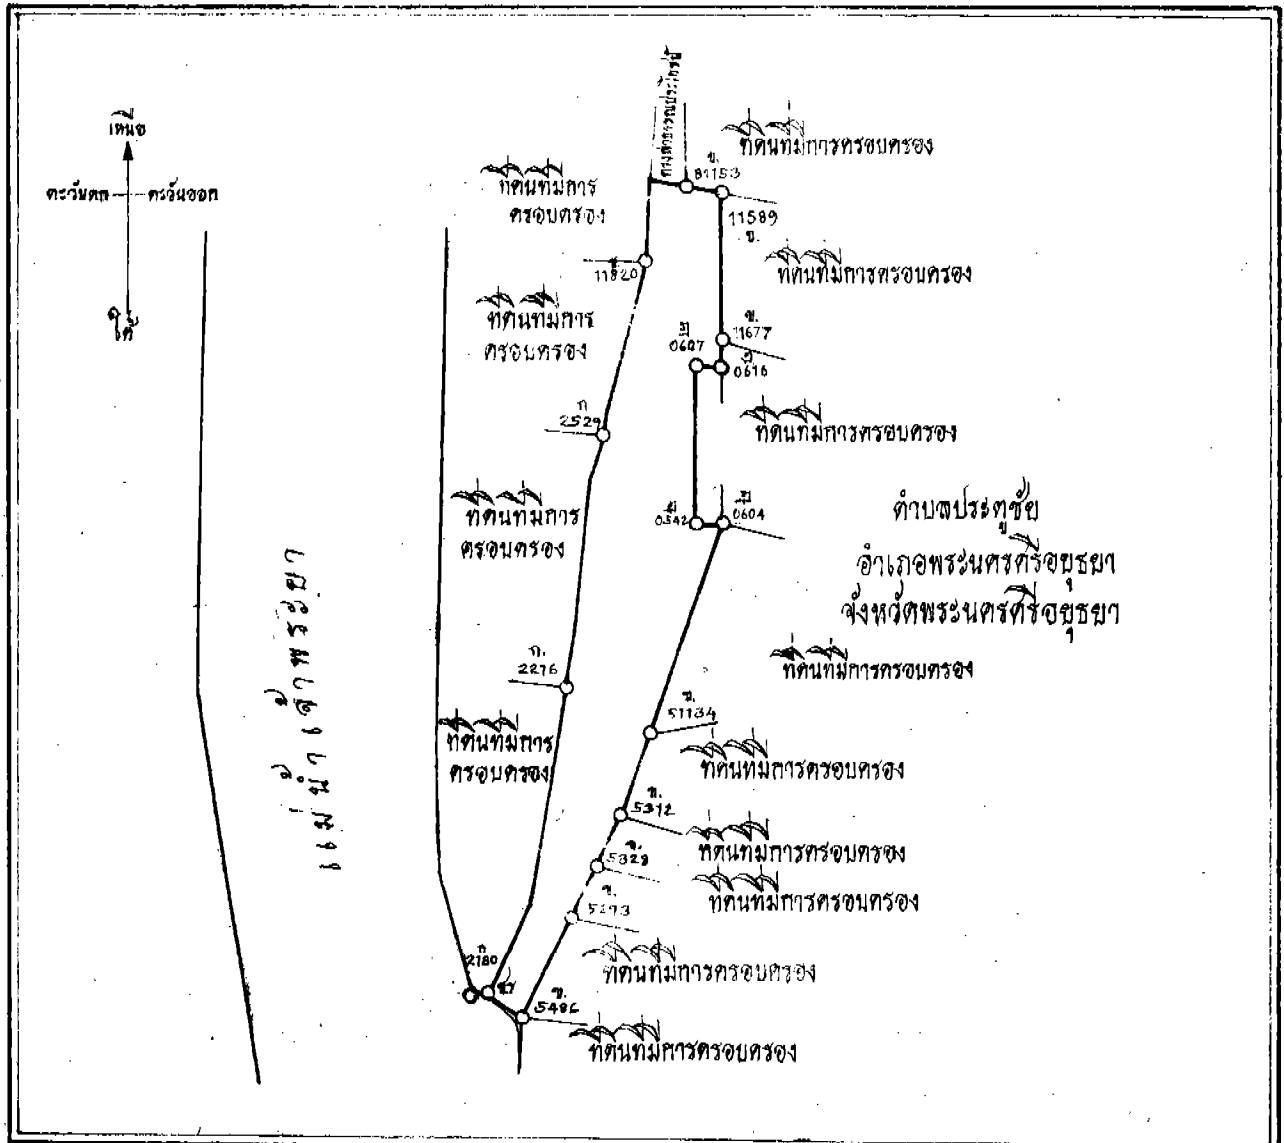 เหนือ
ตะวันตก
ตะวันออก
ใต้
ข.
81153
ที่ดินที่มีการครอบครอง
ที่ดินที่มีการ
ครอบครอง
11589
ข.
11820
ที่ดินที่มีการครอบครอง
ที่ดินที่มีการ
ครอบครอง
ข.
11677
0616
ก
2529
ที่ดินที่มีการครอบครอง
ที่ดินที่มีการ
ครอบครอง
0542
0604
ตำบลประตูชัย
อำเภอพระนครศรีอยุธยา
จังหวัดพระนครศรีอยุธยา
แม่น้ำเจ้าพระยา
ก.
2276
ที่ดินที่มีการครอบครอง
ข.
51134
ที่ดินที่มีการ
ครอบครอง
ที่ดินที่มีการครอบครอง
ข.
5312
ที่ดินที่มีการครอบครอง
ข.
5328
ที่ดินที่มีการครอบครอง
ข.
5293
ที่ดินที่มีการครอบครอง
ก
2180
ข.
5486
ที่ดินที่มีการครอบครอง